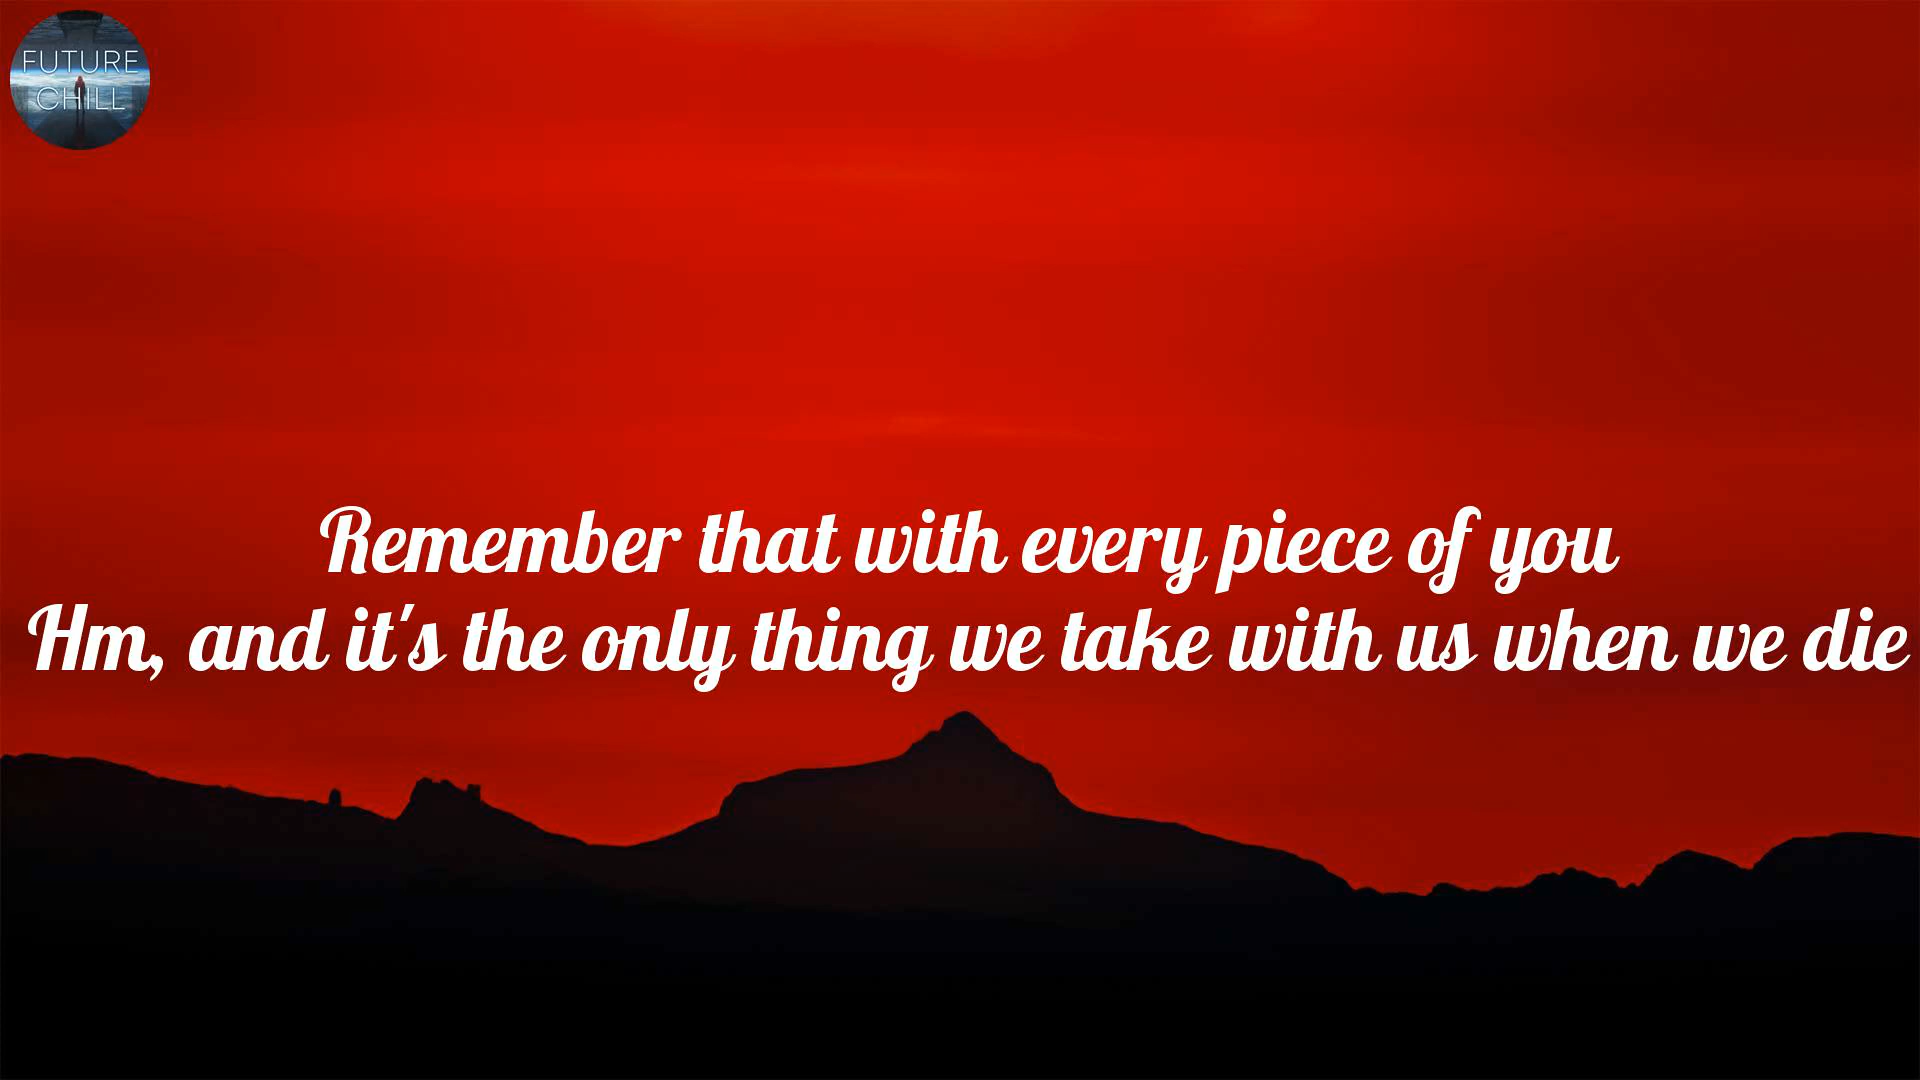 FUTURE
CHILL
Remember that with every piece of you
Hm, and it's the only thing we take with us when we die